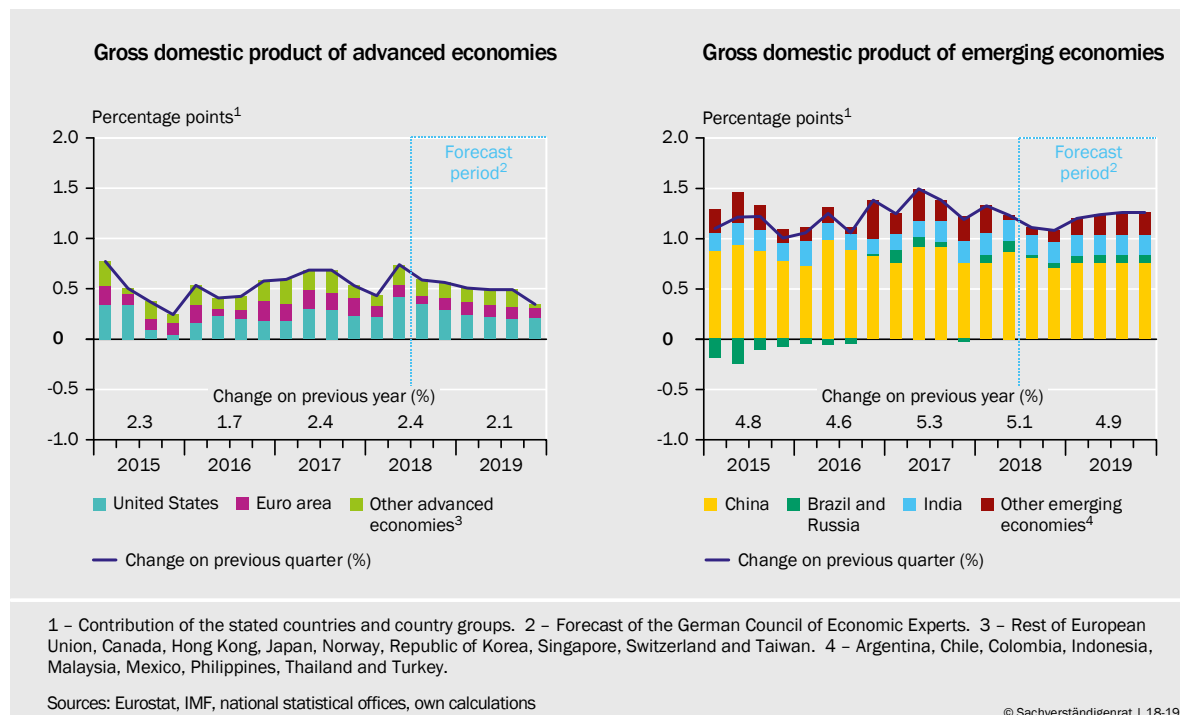 Gross domestic product of advanced economies
Percentage points1
2.0
1.5
1.0
0.5
0
-0.5
-1.0
Forecast
period2
Change on previous year (%)
2.3 1.7 2.4 2.4 2.1
2015 2016 2017 2018 2019
United States Euro area Other advanced
economies3
Change on previous quarter (%)
Gross domestic product of emerging economies
Percentage points1
2.0
1.5
1.0
0.5
0
-0.5
-1.0
Forecast
period2
Change on previous year (%)
4.8 4.6 5.3 5.1 4.9
2015 2016 2017 2018 2019
China Brazil and India Other emerging
Russia economies4
Change on previous quarter (%)
1 – Contribution of the stated countries and country groups. 2 – Forecast of the German Council of Economic Experts. 3 – Rest of European
Union, Canada, Hong Kong, Japan, Norway, Republic of Korea, Singapore, Switzerland and Taiwan. 4 – Argentina, Chile, Colombia, Indonesia,
Malaysia, Mexico, Philippines, Thailand and Turkey.
Sources: Eurostat, IMF, national statistical offices, own calculations
© Sachverständigenrat | 18-19